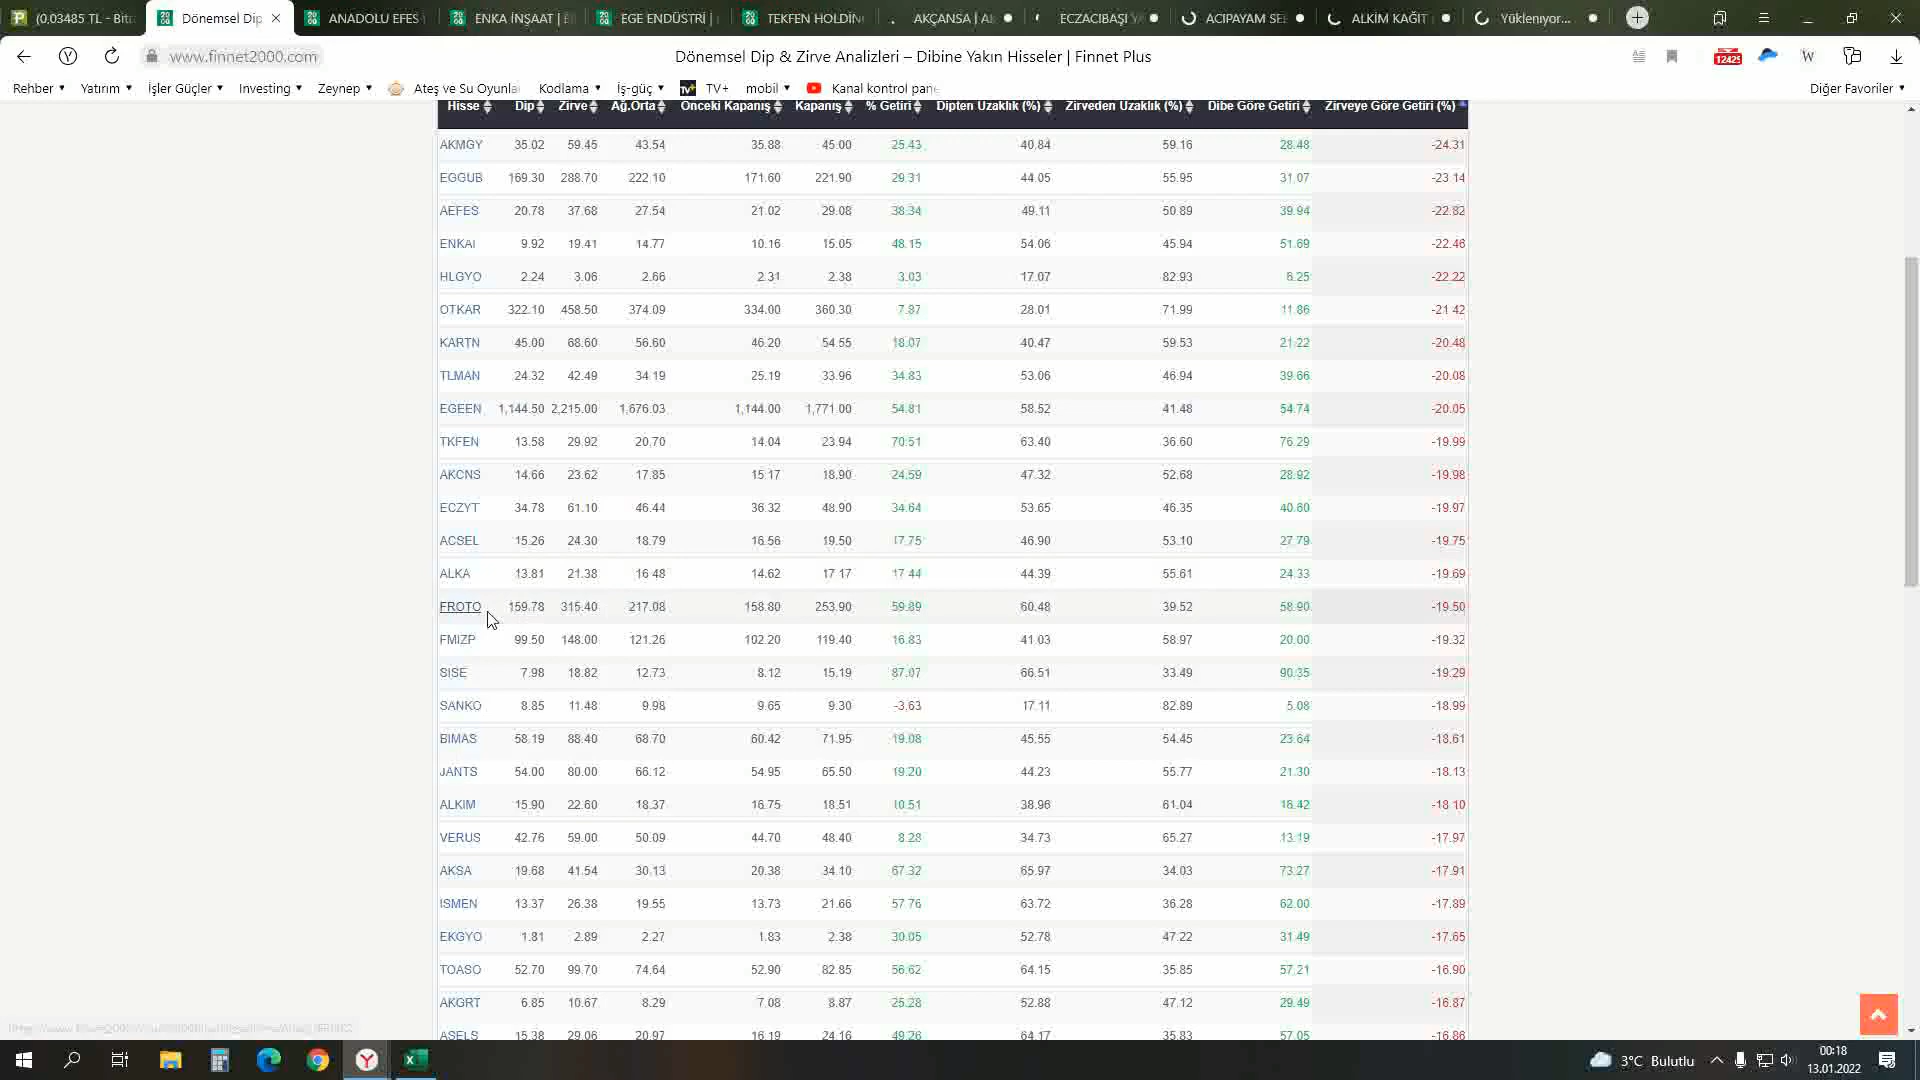 (0,03485 TL - Bit
Dönemsel Dip
ANADOLU EFES
ENKA İNŞAAT |
EGE ENDÜSTRİ |
TEKFEN HOLDİN
AKÇANSA | A
ECZACIBAŞI YA
ACIPAYAM SE
ALKİM KAĞIT
Yükleniyor...
www.finnet2000.com
Dönemsel Dip & Zirve Analizleri – Dibine Yakın Hisseler | Finnet Plus
12425
W
Rehber Yatırım İşler Güçler Investing Zeynep Ateş ve Su Oyunla Kodlama İş-güç TV+ mobil Kanal kontrol pane Diğer Favoriler
Hisse Dip Zirve Ağ.Orta Önceki Kapanış Kapanış % Getiri Dipten Uzaklık (%) Zirveden Uzaklık (%) Dibe Göre Getiri Zirveye Göre Getiri (%)
AKMGY 35.02 59.45 43.54 35.88 45.00 25.43 40.84 59.16 28.48 -24.31
EGGUB 169.30 288.70 222.10 171.60 221.90 29.31 44.05 55.95 31.07 -23.14
AEFES 20.78 37.68 27.54 21.02 29.08 38.34 49.11 50.89 39.94 -22.82
ENKAI 9.92 19.41 14.77 10.16 15.05 48.15 54.06 45.94 51.69 -22.46
HLGYO 2.24 3.06 2.66 2.31 2.38 3.03 17.07 82.93 6.25 -22.22
OTKAR 322.10 458.50 374.09 334.00 360.30 7.87 28.01 71.99 11.86 -21.42
KARTN 45.00 68.60 56.60 46.20 54.55 18.07 40.47 59.53 21.22 -20.48
TLMAN 24.32 42.49 34.19 25.19 33.96 34.83 53.06 46.94 39.66 -20.08
EGEEN 1,144.50 2,215.00 1,676.03 1,144.00 1,771.00 54.81 58.52 41.48 54.74 -20.05
TKFEN 13.58 29.92 20.70 14.04 23.94 70.51 63.40 36.60 76.29 -19.99
AKCNS 14.66 23.62 17.85 15.17 18.90 24.59 47.32 52.68 28.92 -19.98
ECZYT 34.78 61.10 46.44 36.32 48.90 34.64 53.65 46.35 40.60 -19.97
ACSEL 15.26 24.30 18.79 16.56 19.50 17.75 46.90 53.10 27.79 -19.75
ALKA 13.81 21.38 16.48 14.62 17.17 17.44 44.39 55.61 24.33 -19.69
FROTO 159.78 315.40 217.08 158.80 253.90 59.89 60.48 39.52 58.90 -19.50
FMIZP 99.50 148.00 121.26 102.20 119.40 16.83 41.03 58.97 20.00 -19.32
SISE 7.98 18.82 12.73 8.12 15.19 87.07 66.51 33.49 90.35 -19.29
SANKO 8.85 11.48 9.98 9.65 9.30 -3.63 17.11 82.89 5.08 -18.99
BIMAS 58.19 88.40 68.70 60.42 71.95 19.08 45.55 54.45 23.64 -18.61
JANTS 54.00 80.00 66.12 54.95 65.50 19.20 44.23 55.77 21.30 -18.13
ALKIM 15.90 22.60 18.37 16.75 18.51 10.51 38.96 61.04 16.42 -18.10
VERUS 42.76 59.00 50.09 44.70 48.40 8.28 34.73 65.27 13.19 -17.97
AKSA 19.68 41.54 30.13 20.38 34.10 67.32 65.97 34.03 73.27 -17.91
ISMEN 13.37 26.38 19.55 13.73 21.66 57.76 63.72 36.28 62.00 -17.89
EKGYO 1.81 2.89 2.27 1.83 2.38 30.05 52.78 47.22 31.49 -17.65
TOASO 52.70 99.70 74.64 52.90 82.85 56.62 64.15 35.85 57.21 -16.90
AKGRT 6.85 10.67 8.29 7.08 8.87 25.28 52.88 47.12 29.49 -16.87
ASELS 15.38 29.06 20.97 16.19 24.16 49.26 64.17 35.83 57.05 -16.86
3°C Bulutlu
00:18
13.01.2022